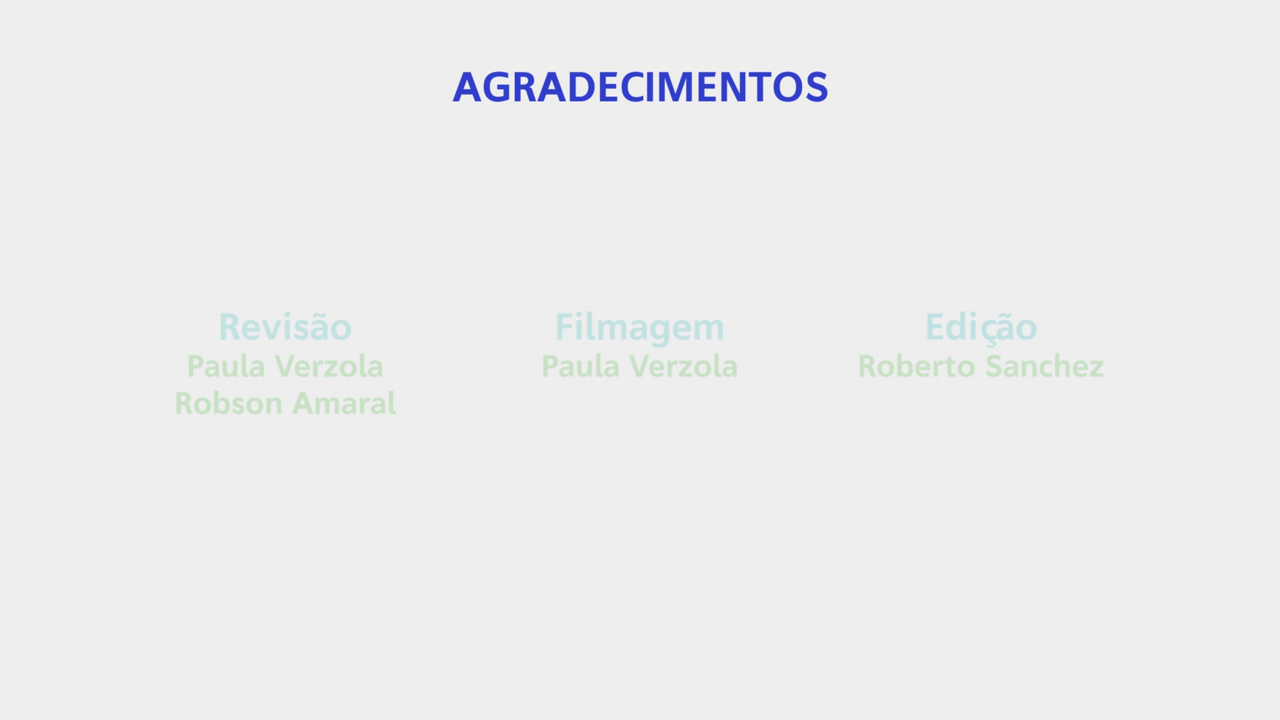 AGRADECIMENTOS
Revisão
Paula Verzola
Robson Amaral
Filmagem
Paula Verzola
Edição
Roberto Sanchez